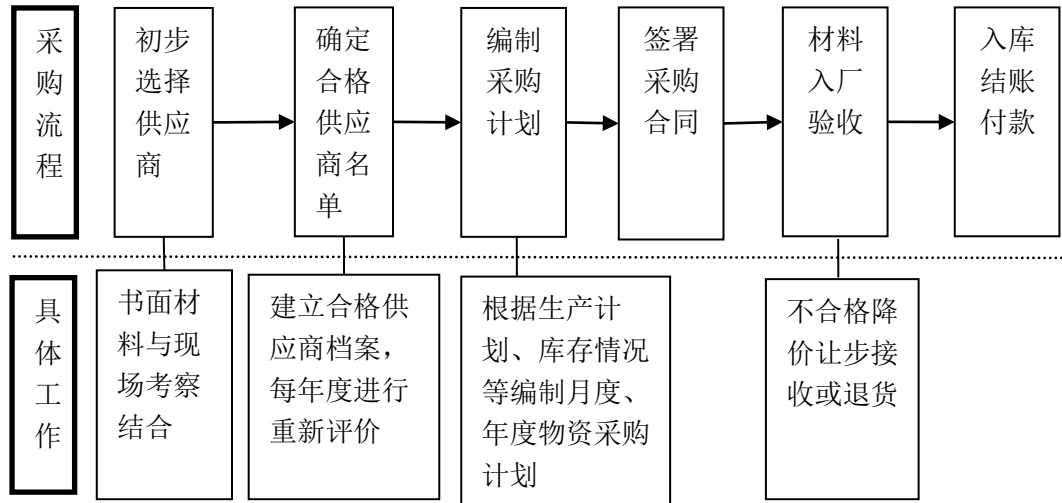 采
购
流
程
初步
选择
供应
商
确定
合格
供应
商名
单
编制
采购
计划
签署
采购
合同
材料
入厂
验收
入库
结账
付款
具
体
工
作
书面材
料与现
场考察
结合
建立合格供
应商档案，
每年度进行
重新评价
根据生产计
划、库存情况
等编制月度、
年度物资采购
计划
不合格降
价让步接
收或退货